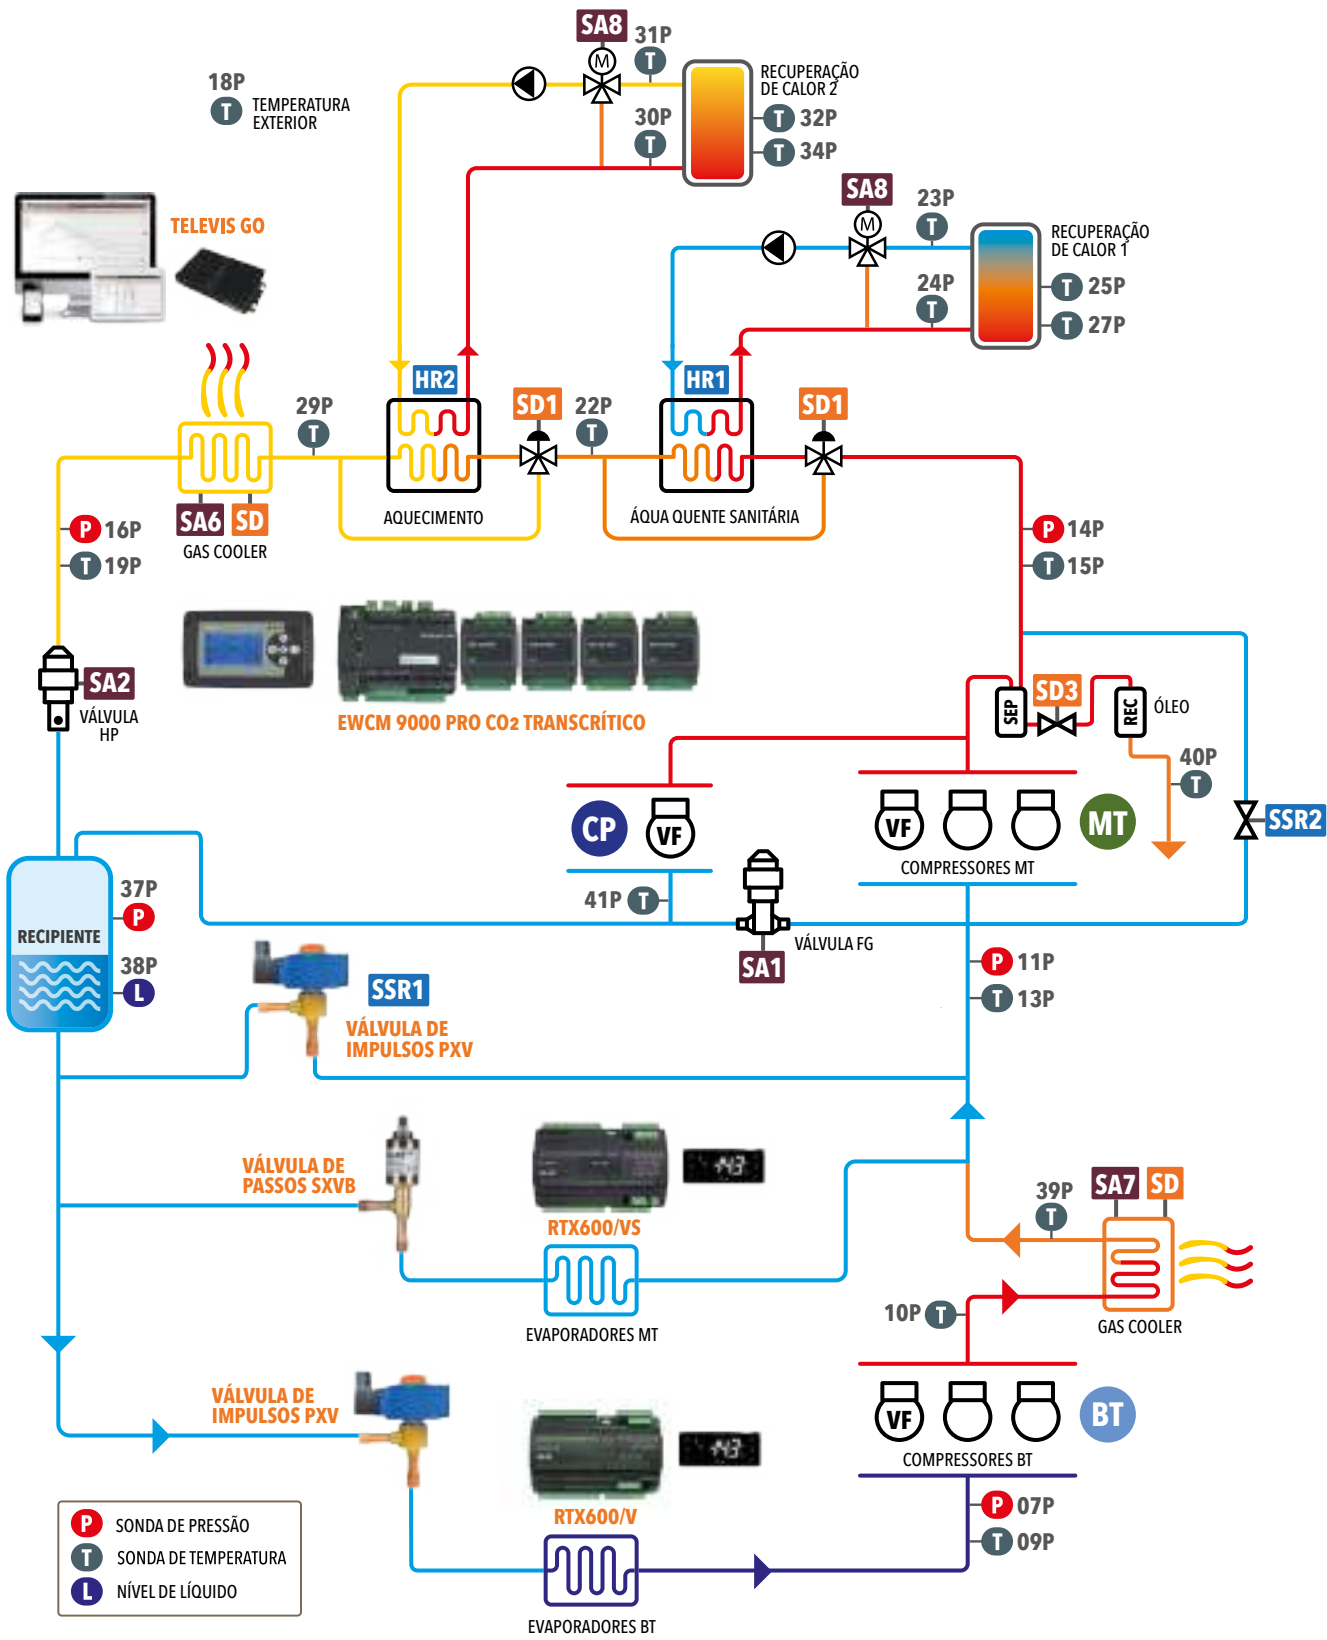 SA8
31P
RECUPERAÇÃO
DE CALOR 2
M
18P
T
TEMPERATURA
EXTERIOR
T
30P
T
T 32P
T 34P
SA8
23P
M
T
RECUPERAÇÃO
DE CALOR 1
TELEVIS GO
24P
T
T 25P
T 27P
HR2
HR1
29P
T
SD1
22P
T
SD1
SA6
SD
GAS COOLER
AQUECIMENTO
ÁQUA QUENTE SANITÁRIA
P 16P
T 19P
P 14P
T 15P
SA2
VÁLVULA
HP
EWCM 9000 PRO CO2 TRANSCRÍTICO
SEP
SD3
REC
ÓLEO
40P
T
CP
VF
VF
MT
SSR2
COMPRESSORES MT
41P T
VÁLVULA FG
SA1
37P
P
RECIPIENTE
38P
L
SSR1
VÁLVULA DE
IMPULSOS PXV
P 11P
T 13P
VÁLVULA DE
PASSOS SXVB
RTX600/VS
EVAPORADORES MT
39P
T
SA7
SD
10P T
GAS COOLER
VÁLVULA DE
IMPULSOS PXV
VF
BT
COMPRESSORES BT
RTX600/V
P 07P
T 09P
EVAPORADORES BT
P SONDA DE PRESSÃO
T SONDA DE TEMPERATURA
L NÍVEL DE LÍQUIDO